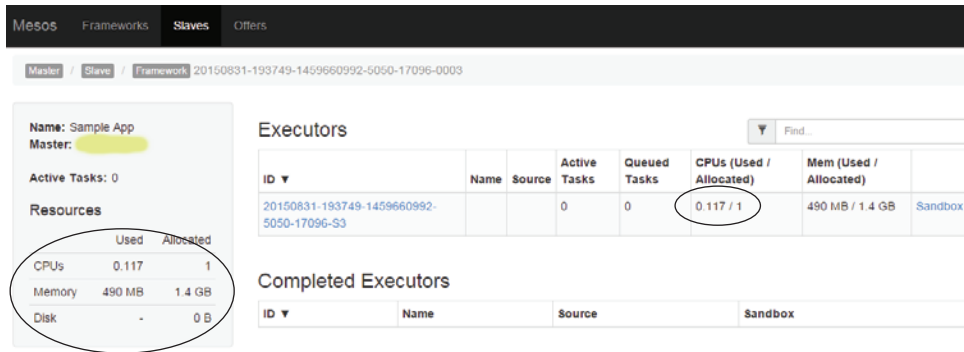 Mesos Frameworks Slaves Offers
Master / Slave / Framework 20150831-193749-1459660992-5050-17096-0003
Name: Sample App
Master:
Active Tasks: 0
Resources
Used Allocated
CPUs 0.117 1
Memory 490 MB 1.4 GB
Disk - 0 B
Executors
Find...
ID ▼ Name Source Active Tasks Queued Tasks CPUs (Used / Allocated) Mem (Used / Allocated)
20150831-193749-1459660992-5050-17096-S3 0 0 0.117 / 1 490 MB / 1.4 GB Sandbox
Completed Executors
ID ▼ Name Source Sandbox